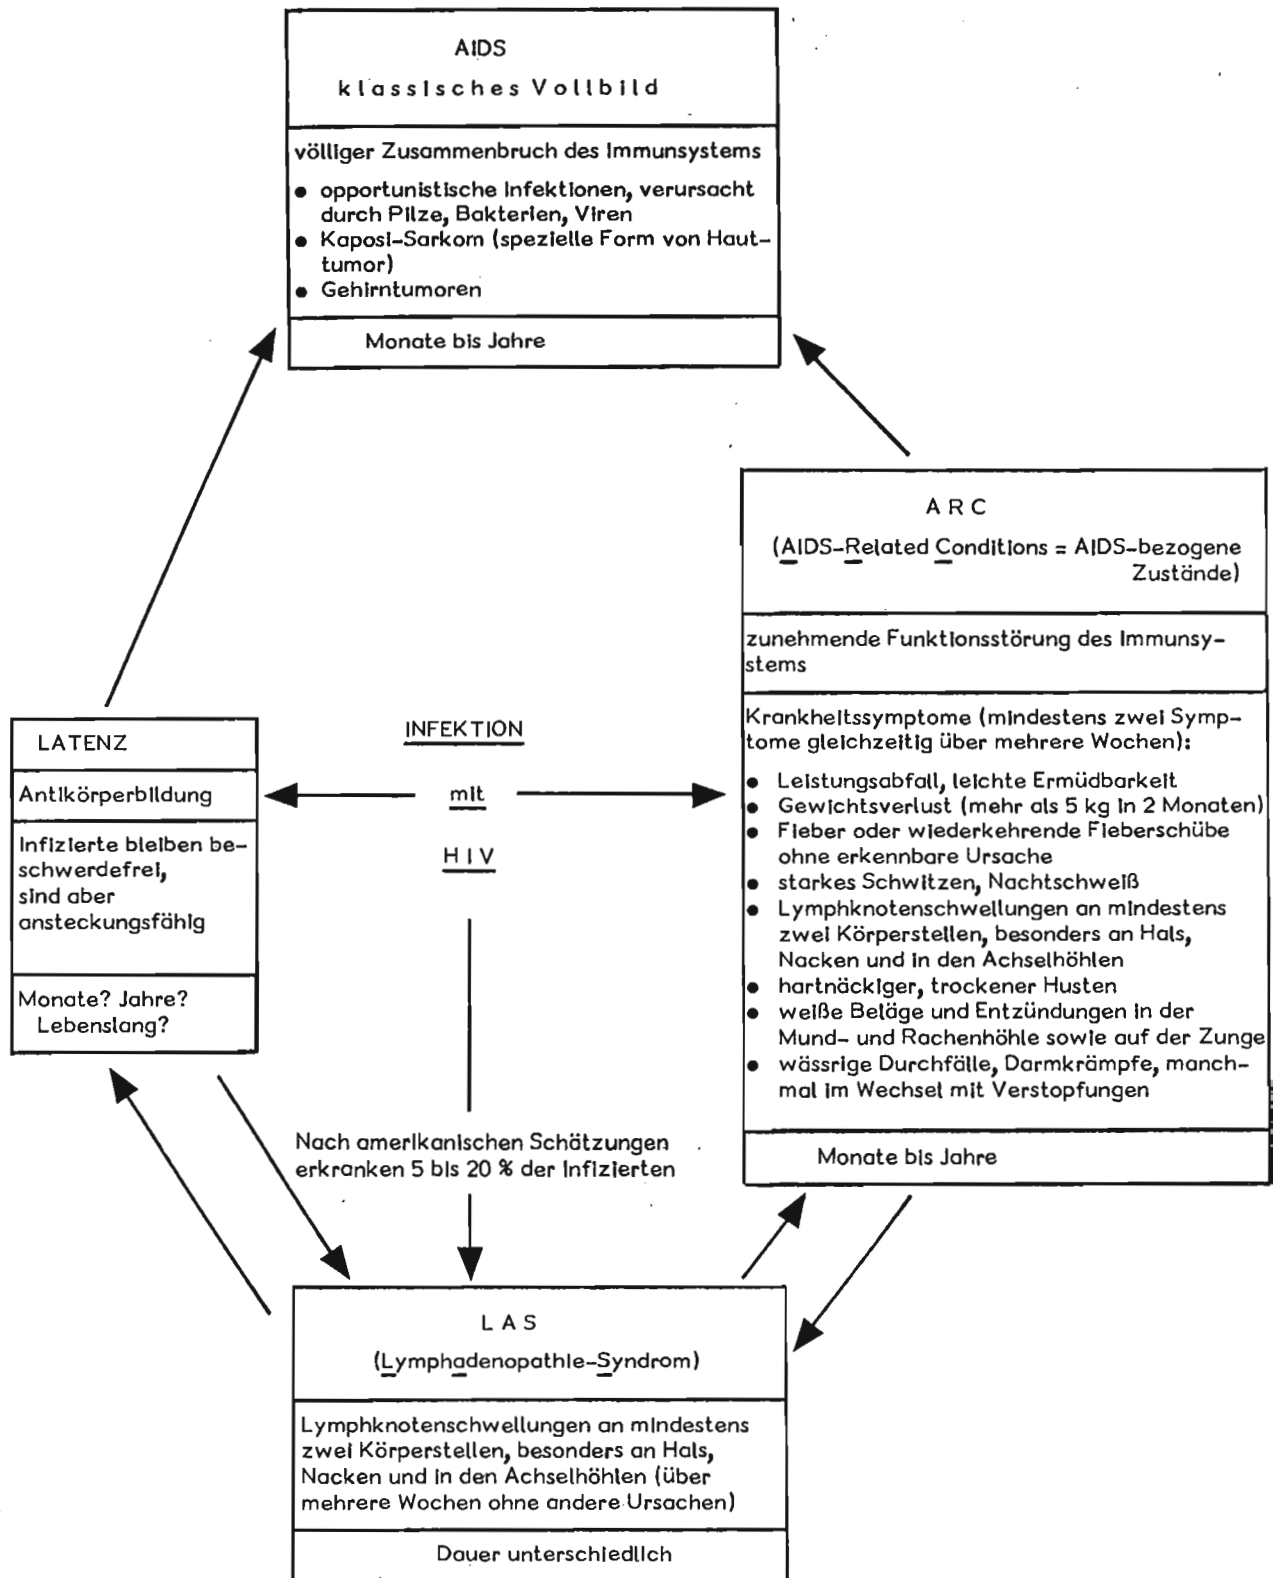 AIDS
klassisches Vollbild
völliger Zusammenbruch des Immunsystems
● opportunistische Infektionen, verursacht
durch Pilze, Bakterien, Viren
● Kaposi-Sarkom (spezielle Form von Haut-
tumor)
● Gehirntumoren
Monate bis Jahre
ARC
(AIDS-Related Conditions = AIDS-bezogene
Zustände)
zunehmende Funktionsstörung des Immunsy-
stems
Krankheitssymptome (mindestens zwei Symp-
tome gleichzeitig über mehrere Wochen):
● Leistungsabfall, leichte Ermüdbarkeit
● Gewichtsverlust (mehr als 5 kg in 2 Monaten)
● Fieber oder wiederkehrende Fieberschübe
ohne erkennbare Ursache
● starkes Schwitzen, Nachtschweiß
● Lymphknotenschwellungen an mindestens
zwei Körperstellen, besonders an Hals,
Nacken und in den Achselhöhlen
● hartnäckiger, trockener Husten
● weiße Beläge und Entzündungen in der
Mund- und Rachenhöhle sowie auf der Zunge
● wässrige Durchfälle, Darmkrämpfe, manch-
mal im Wechsel mit Verstopfungen
Monate bis Jahre
LATENZ
Antikörperbildung
Infizierte bleiben be-
schwerdefrei,
sind aber
ansteckungsfähig
Monate? Jahre?
Lebenslang?
INFEKTION
mit
HIV
Nach amerikanischen Schätzungen
erkranken 5 bis 20 % der Infizierten
LAS
(Lymphadenopathie-Syndrom)
Lymphknotenschwellungen an mindestens
zwei Körperstellen, besonders an Hals,
Nacken und in den Achselhöhlen (über
mehrere Wochen ohne andere Ursachen)
Dauer unterschiedlich